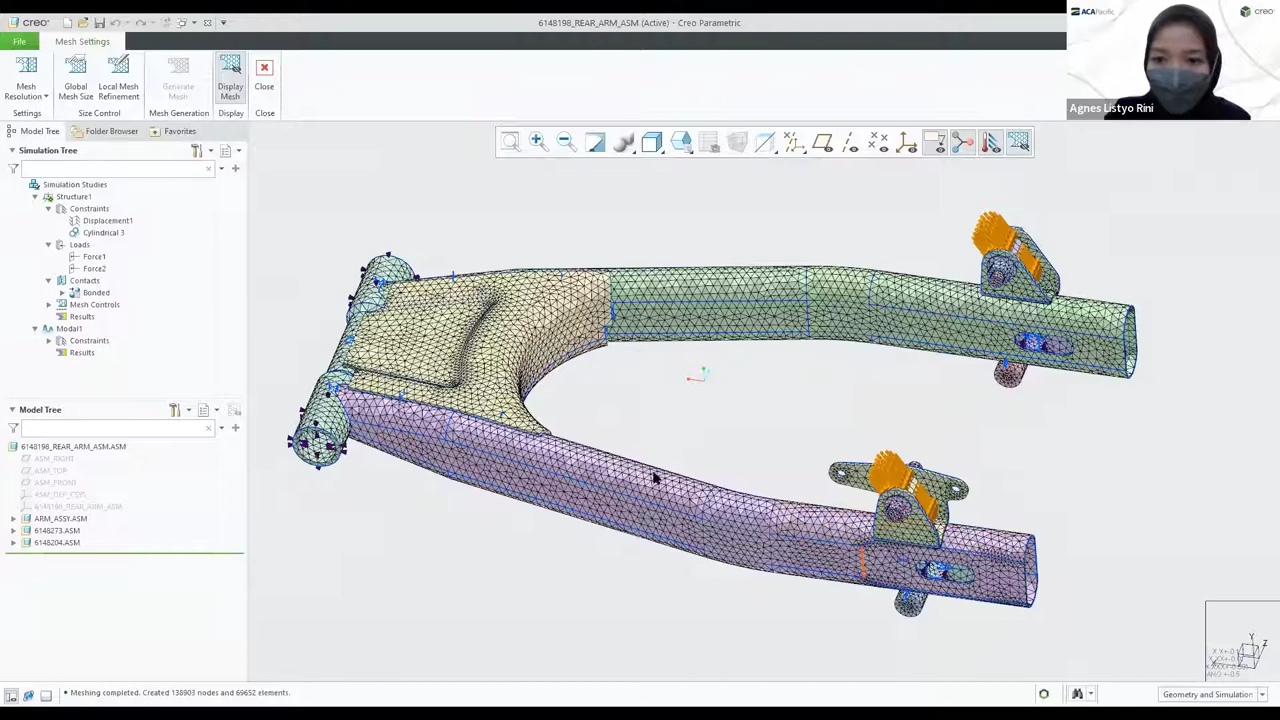 creo
6148198_REAR_ARM_ASM (Active) - Creo Parametric
ACAPacific
creo
File
Mesh Settings
Mesh
Resolution
Global
Mesh Size
Local Mesh
Refinement
Generate
Mesh
Display
Mesh
Close
Settings
Size Control
Mesh Generation
Display
Close
Agnes Listyo Rini
Model Tree
Folder Browser
Favorites
Simulation Tree
Simulation Studies
Structure1
Constraints
Displacement1
Cylindrical 3
Loads
Force1
Force2
Contacts
Bonded
Mesh Controls
Results
Modal1
Constraints
Results
Model Tree
6148198_REAR_ARM_ASM.ASM
ASM_RIGHT
ASM_TOP
ASM_FRONT
ASM_DEF_CSYS
6148198_REAR_ARM_ASM
ARM_ASSY.ASM
6148273.ASM
6148204.ASM
Y
Z
X
• Meshing completed. Created 138903 nodes and 69652 elements.
Geometry and Simulation